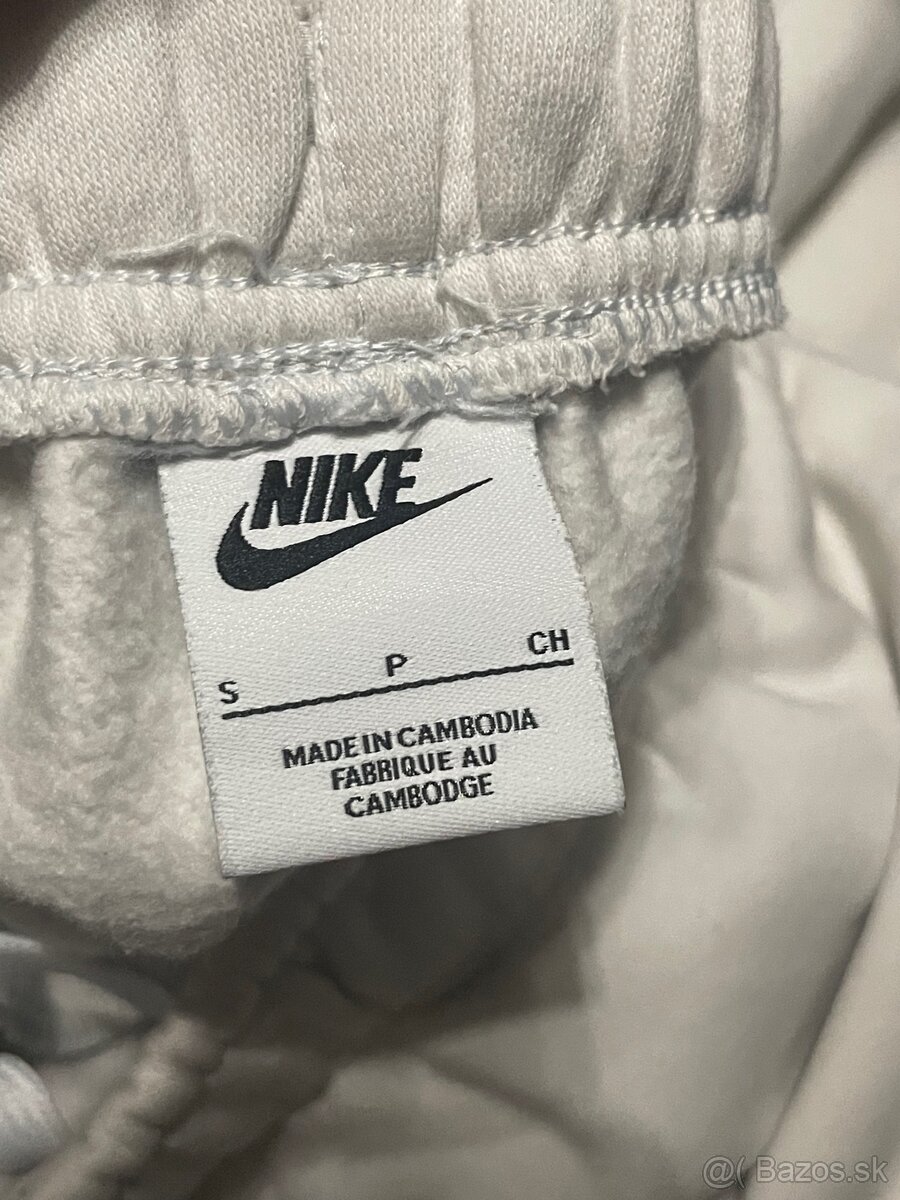 NIKE
S P CH
MADE IN CAMBODIA
FABRIQUE AU
CAMBODGE
@( Bazos.sk